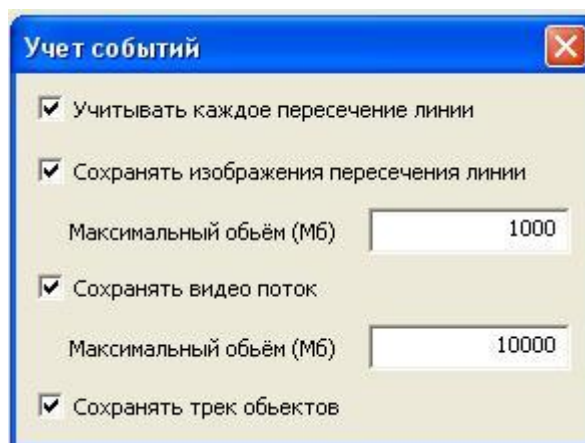 Учет событий
Учитывать каждое пересечение линии
Сохранять изображения пересечения линии
Максимальный обьём (Мб) 1000
Сохранять видео поток
Максимальный обьём (Мб) 10000
Сохранять трек обьектов